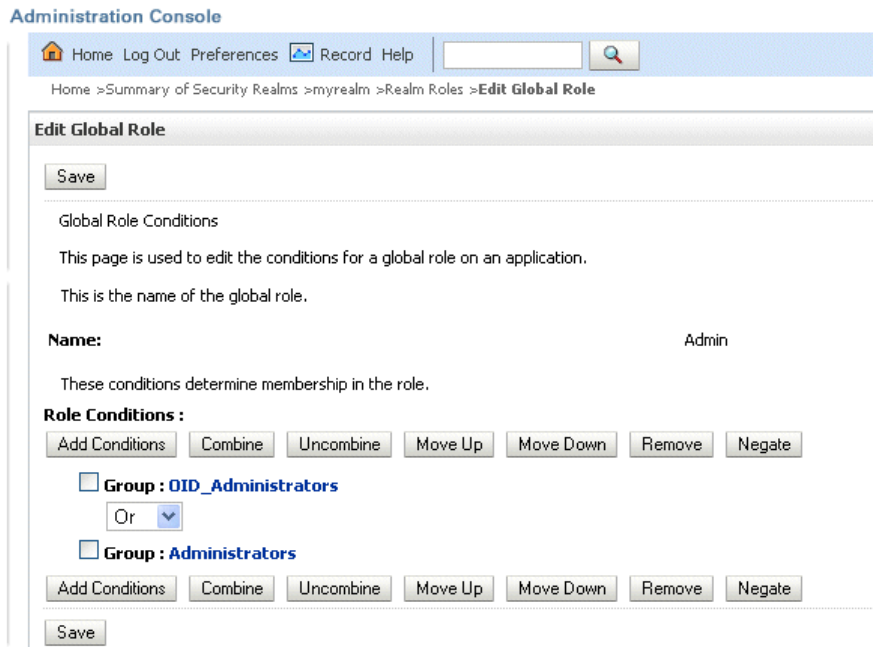 Administration Console
Home Log Out Preferences Record Help
Home >Summary of Security Realms >myrealm >Realm Roles >Edit Global Role
Edit Global Role
Save
Global Role Conditions
This page is used to edit the conditions for a global role on an application.
This is the name of the global role.
Name: Admin
These conditions determine membership in the role.
Role Conditions :
Add Conditions Combine Uncombine Move Up Move Down Remove Negate
Group : OID_Administrators
Or
Group : Administrators
Add Conditions Combine Uncombine Move Up Move Down Remove Negate
Save